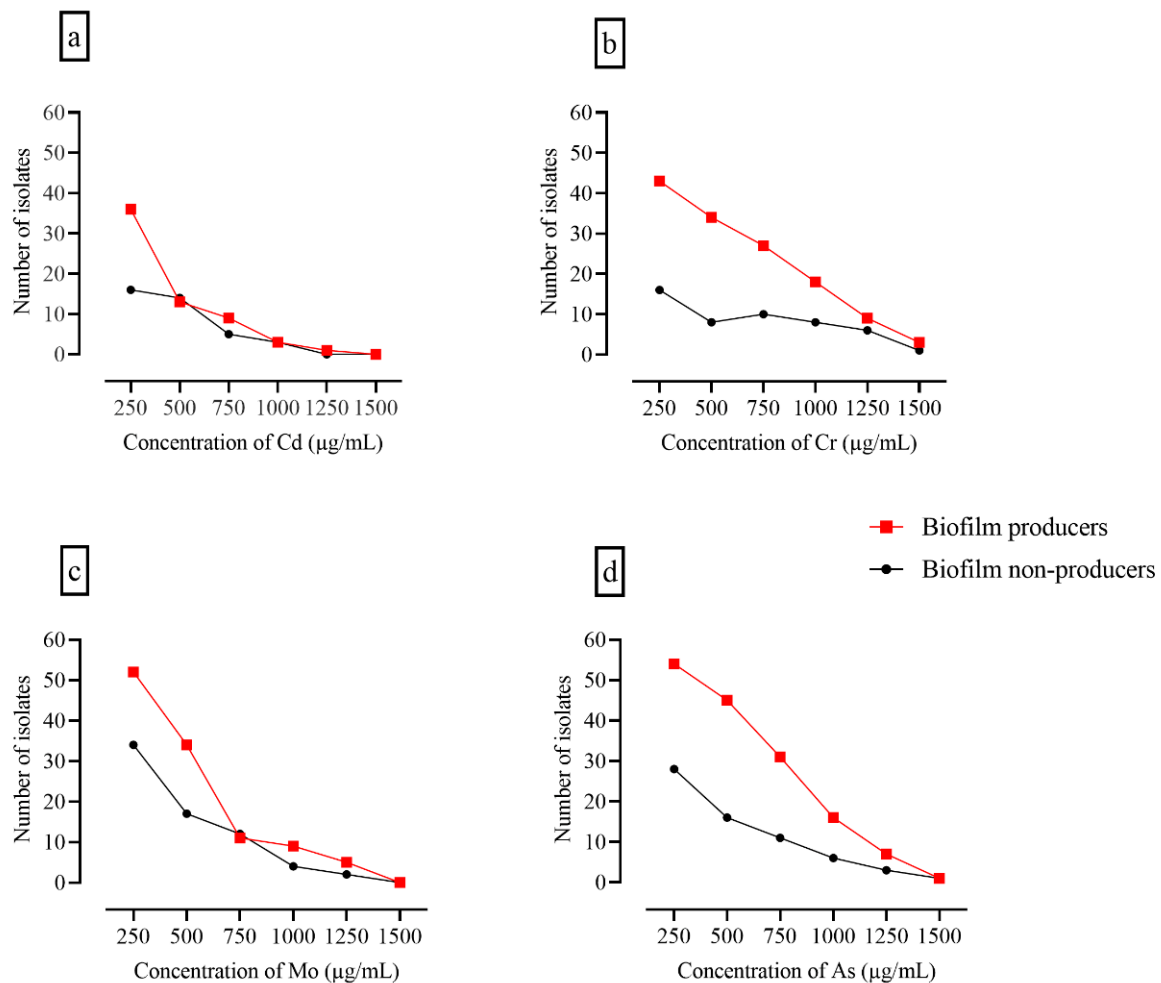 a
60
50
40
30
20
10
0
Number of isolates
250 500 750 1000 1250 1500
Concentration of Cd (µg/mL)
b
60
50
40
30
20
10
0
Number of isolates
250 500 750 1000 1250 1500
Concentration of Cr (µg/mL)
Biofilm producers
Biofilm non-producers
c
60
50
40
30
20
10
0
Number of isolates
250 500 750 1000 1250 1500
Concentration of Mo (µg/mL)
d
60
50
40
30
20
10
0
Number of isolates
250 500 750 1000 1250 1500
Concentration of As (µg/mL)